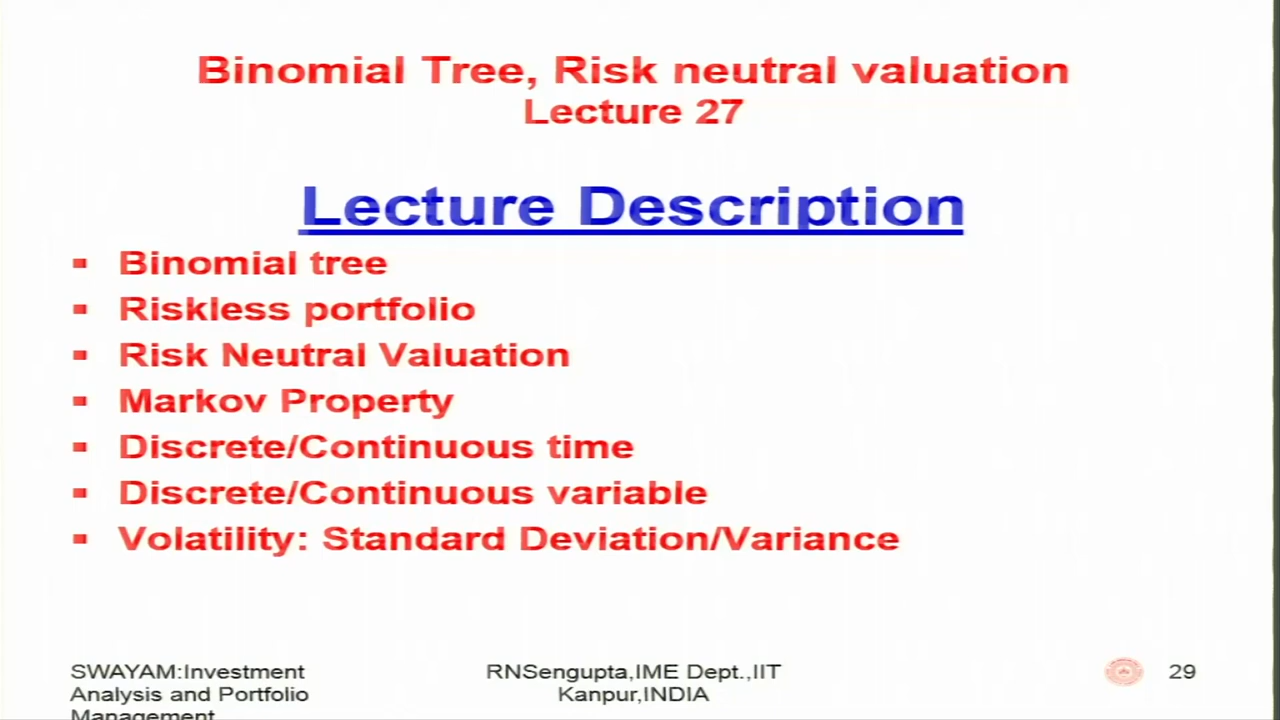 Binomial Tree, Risk neutral valuation
Lecture 27
Lecture Description
▪ Binomial tree
▪ Riskless portfolio
▪ Risk Neutral Valuation
▪ Markov Property
▪ Discrete/Continuous time
▪ Discrete/Continuous variable
▪ Volatility: Standard Deviation/Variance
SWAYAM:Investment
Analysis and Portfolio
Management
RNSengupta,IME Dept.,IIT
Kanpur,INDIA
29